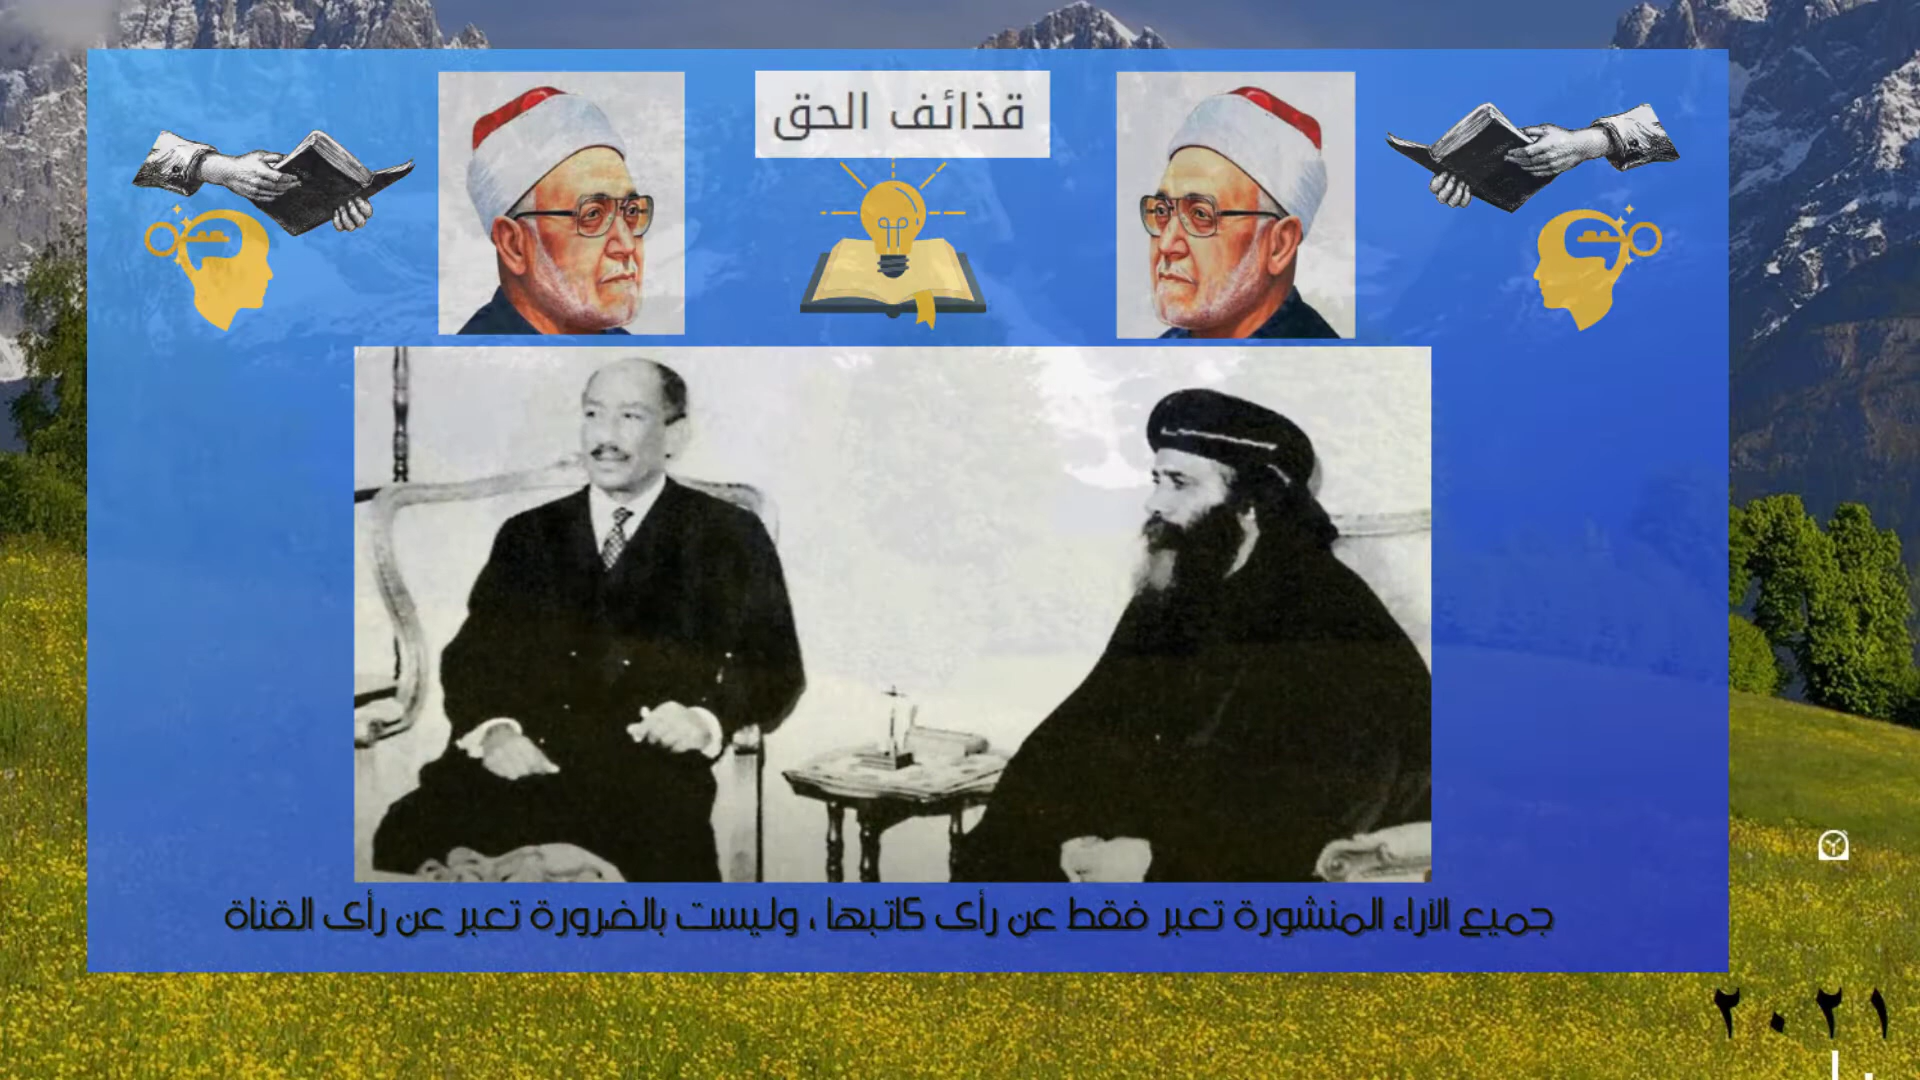 قذائف الحق
جميع الآراء المنشورة تعبر فقط عن رأى كاتبها ، وليست بالضرورة تعبر عن رأى القناة
٢٠٢١